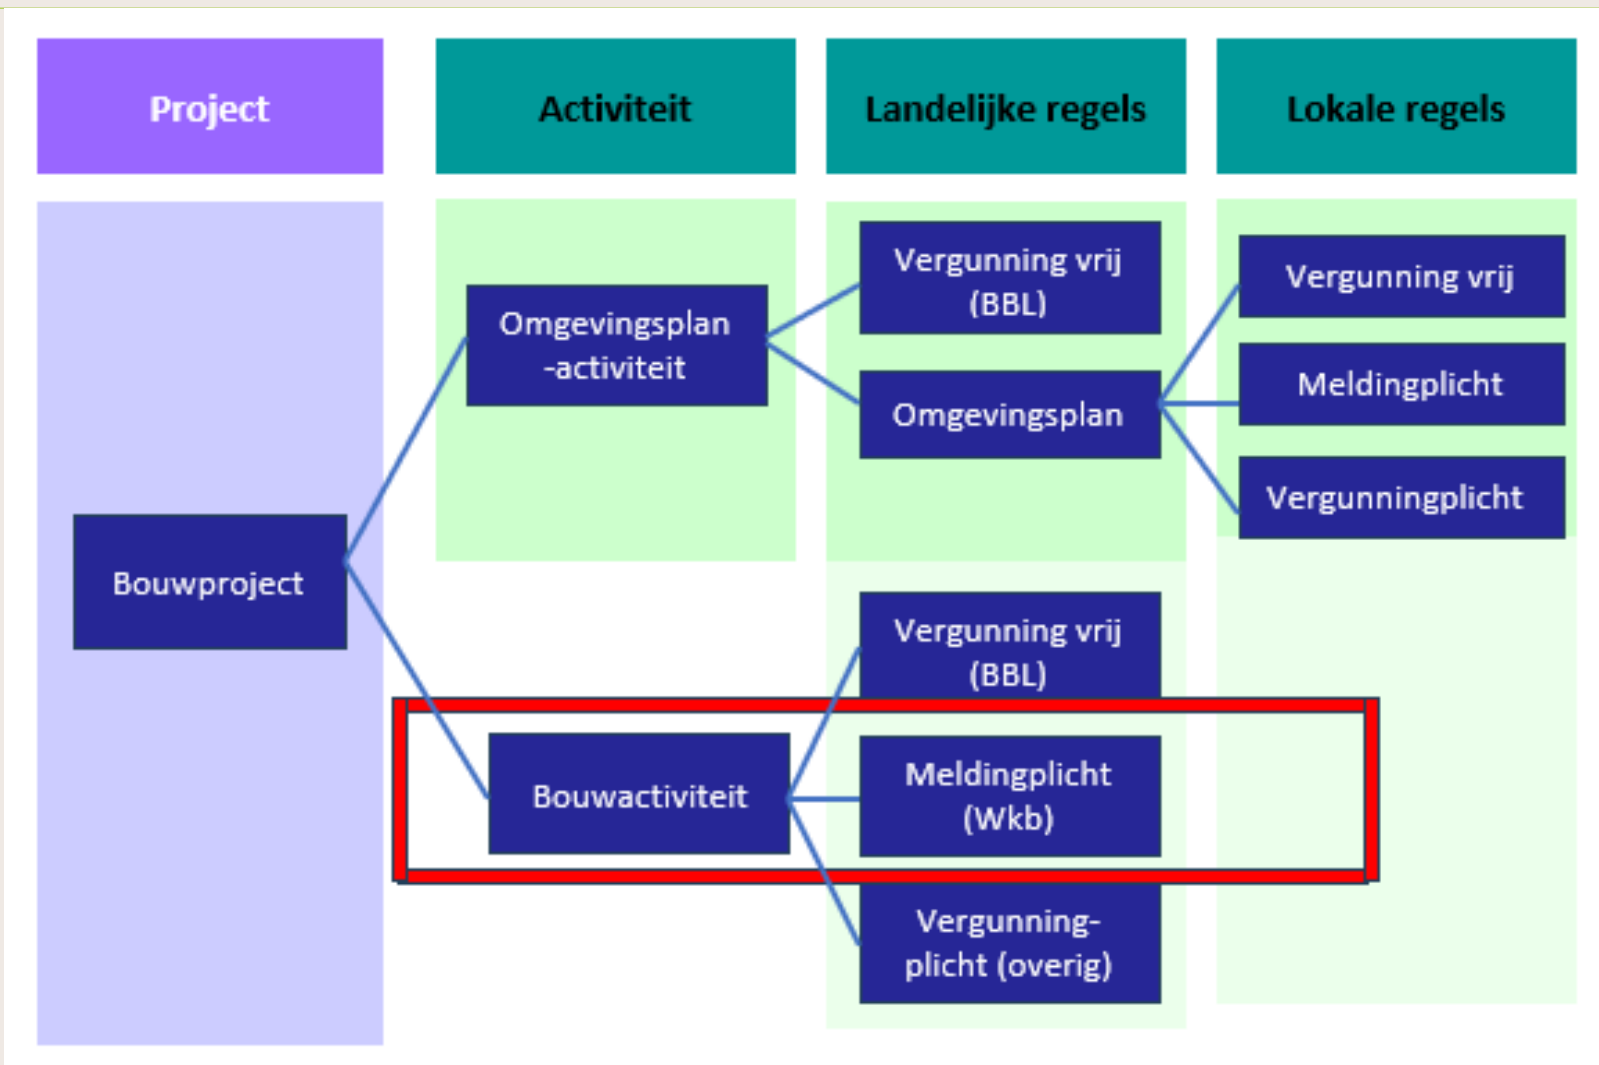 Project
Activiteit
Landelijke regels
Lokale regels
Bouwproject
Omgevingsplan
-activiteit
Vergunning vrij
(BBL)
Omgevingsplan
Vergunning vrij
Meldingplicht
Vergunningplicht
Bouwactiviteit
Vergunning vrij
(BBL)
Meldingplicht
(Wkb)
Vergunning-
plicht (overig)